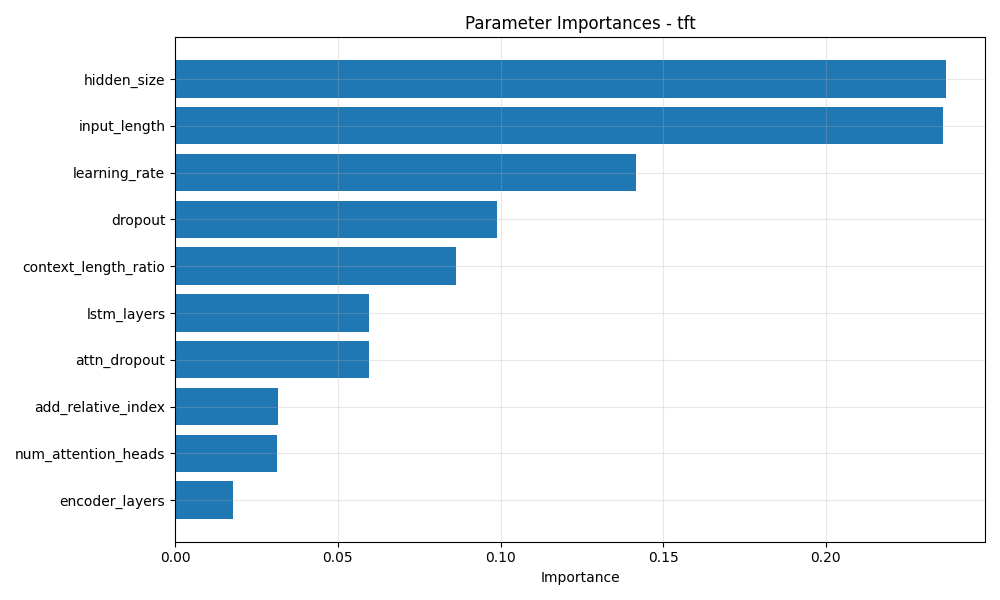 Parameter Importances - tft
hidden_size
input_length
learning_rate
dropout
context_length_ratio
lstm_layers
attn_dropout
add_relative_index
num_attention_heads
encoder_layers
0.00 0.05 0.10 0.15 0.20
Importance